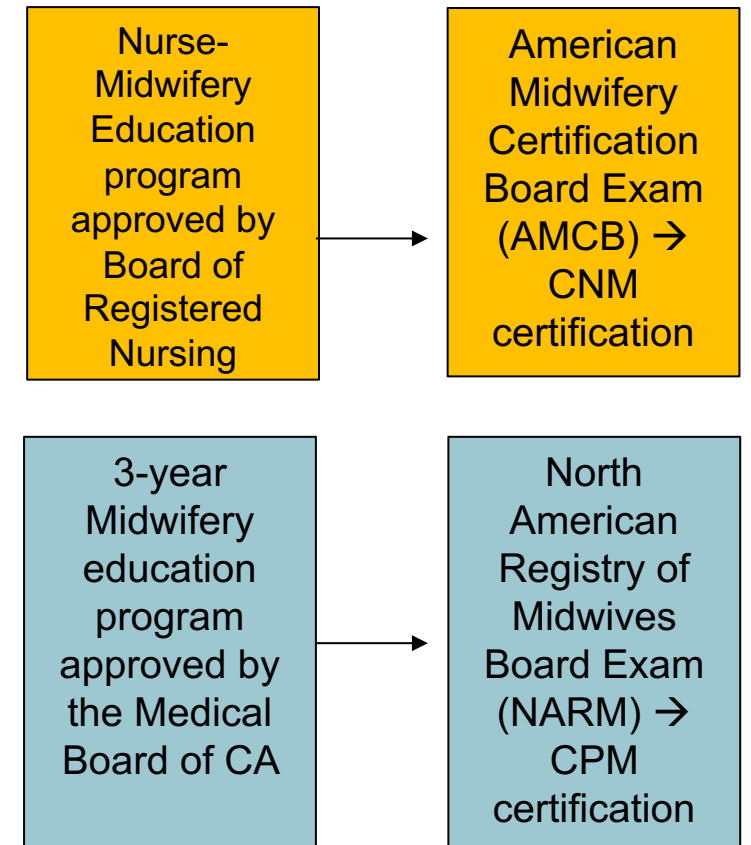 Nurse-
Midwifery
Education
program
approved by
Board of
Registered
Nursing
American
Midwifery
Certification
Board Exam
(AMCB) →
CNM
certification
3-year
Midwifery
education
program
approved by
the Medical
Board of CA
North
American
Registry of
Midwives
Board Exam
(NARM) →
CPM
certification